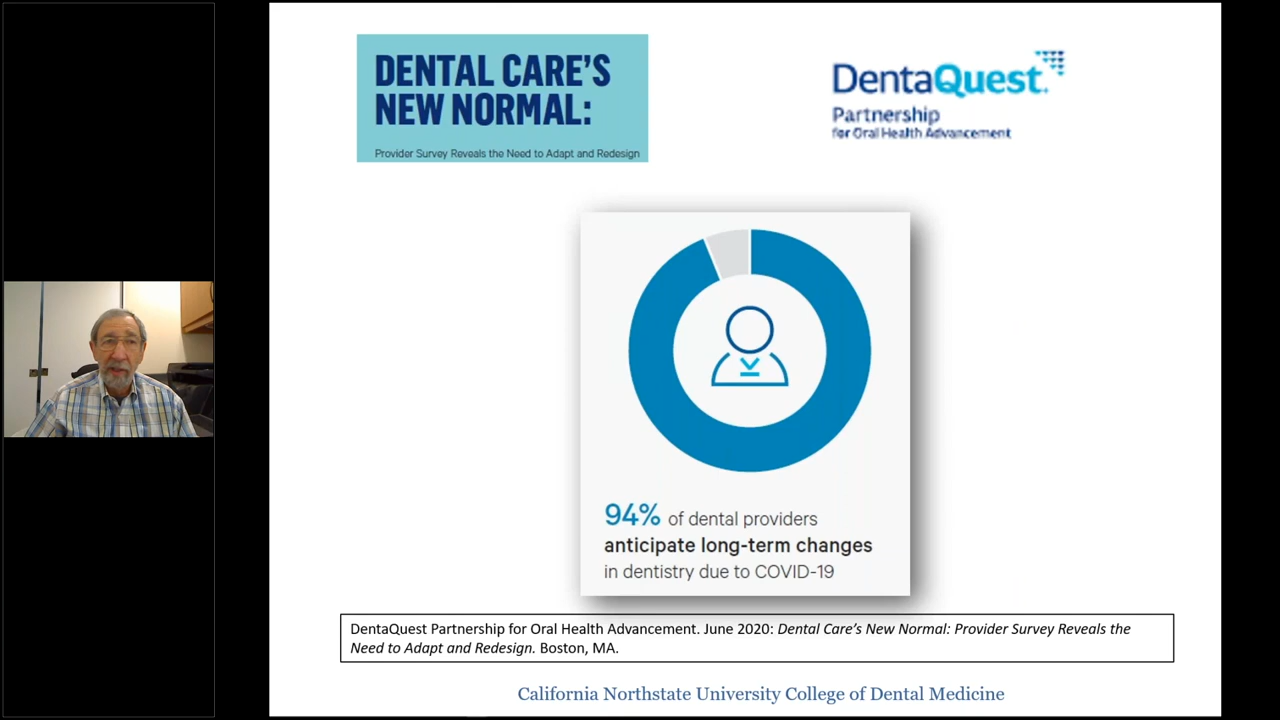 DENTAL CARE'S
NEW NORMAL:
Provider Survey Reveals the Need to Adapt and Redesign
DentaQuest.
Partnership
for Oral Health Advancement
94% of dental providers
anticipate long-term changes
in dentistry due to COVID-19
DentaQuest Partnership for Oral Health Advancement. June 2020: Dental Care's New Normal: Provider Survey Reveals the
Need to Adapt and Redesign. Boston, MA.
California Northstate University College of Dental Medicine